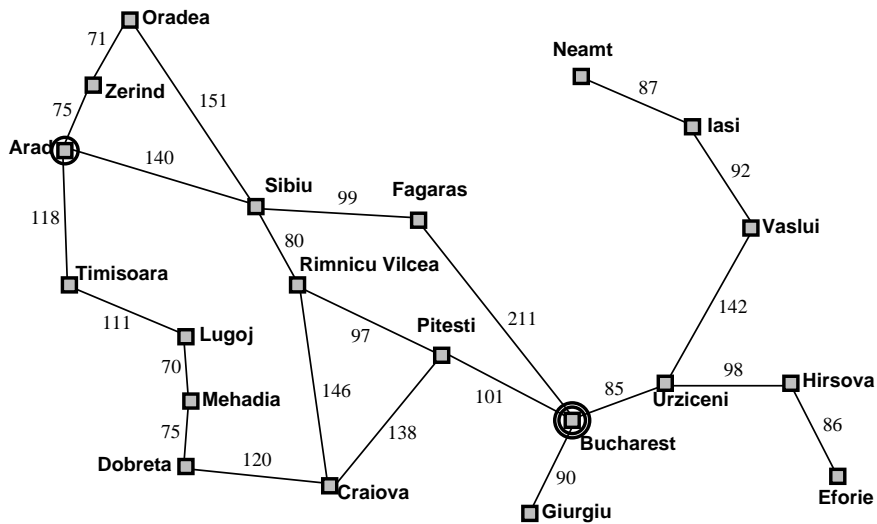 Oradea
71
Neamt
Zerind
87
75
151
Iasi
Arad
140
92
Sibiu
99
Fagaras
118
Vaslui
80
Timisoara
Rimnicu Vilcea
111
142
Lugoj
97
Pitesti
211
70
98
Hirsova
Mehadia
146
101
85
Urziceni
75
138
86
Bucharest
Dobreta
120
90
Craiova
Eforie
Giurgiu